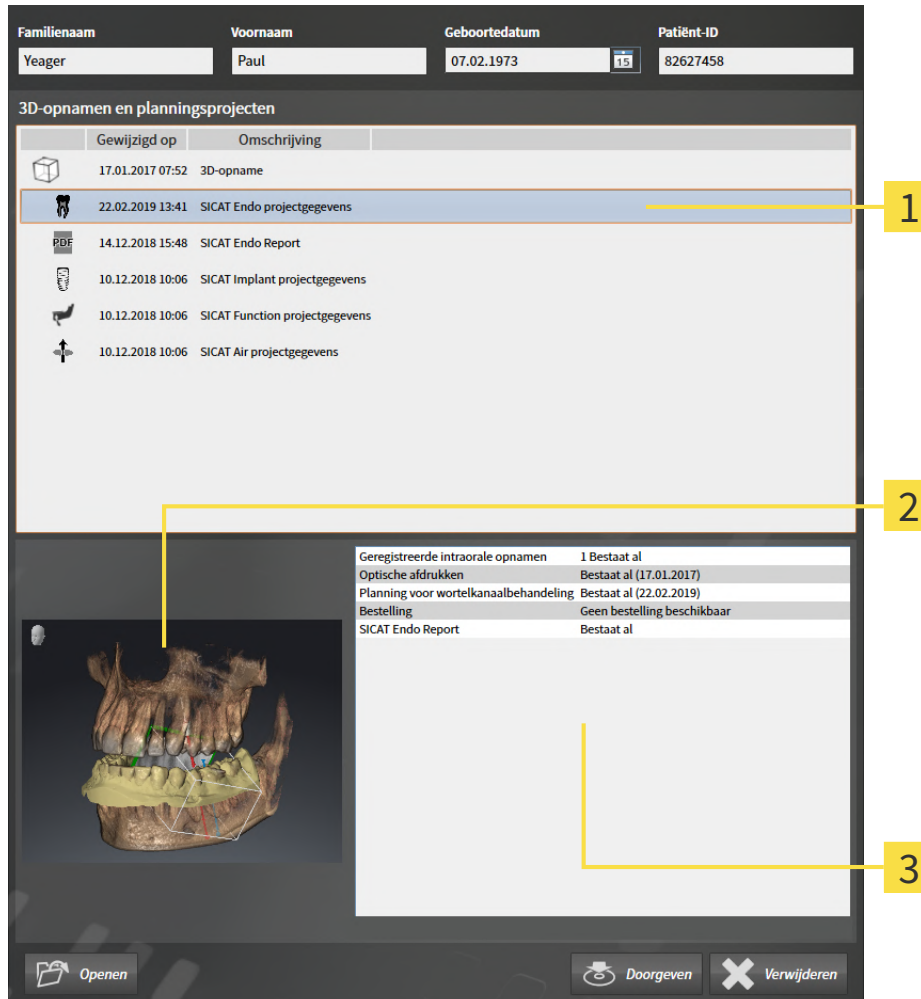 Familienaam Voornaam Geboortedatum Patiënt-ID
Yeager Paul 07.02.1973 15 82627458
3D-opnamen en planningsprojecten
Gewijzigd op Omschrijving
17.01.2017 07:52 3D-opname
22.02.2019 13:41 SICAT Endo projectgegevens
1
PDF 14.12.2018 15:48 SICAT Endo Report
10.12.2018 10:06 SICAT Implant projectgegevens
10.12.2018 10:06 SICAT Function projectgegevens
10.12.2018 10:06 SICAT Air projectgegevens
2
Geregistreerde intraorale opnamen 1 Bestaat al
Optische afdrukken Bestaat al (17.01.2017)
Planning voor wortelkanaalbehandeling Bestaat al (22.02.2019)
Bestelling Geen bestelling beschikbaar
SICAT Endo Report Bestaat al
3
Openen Doorgeven Verwijderen